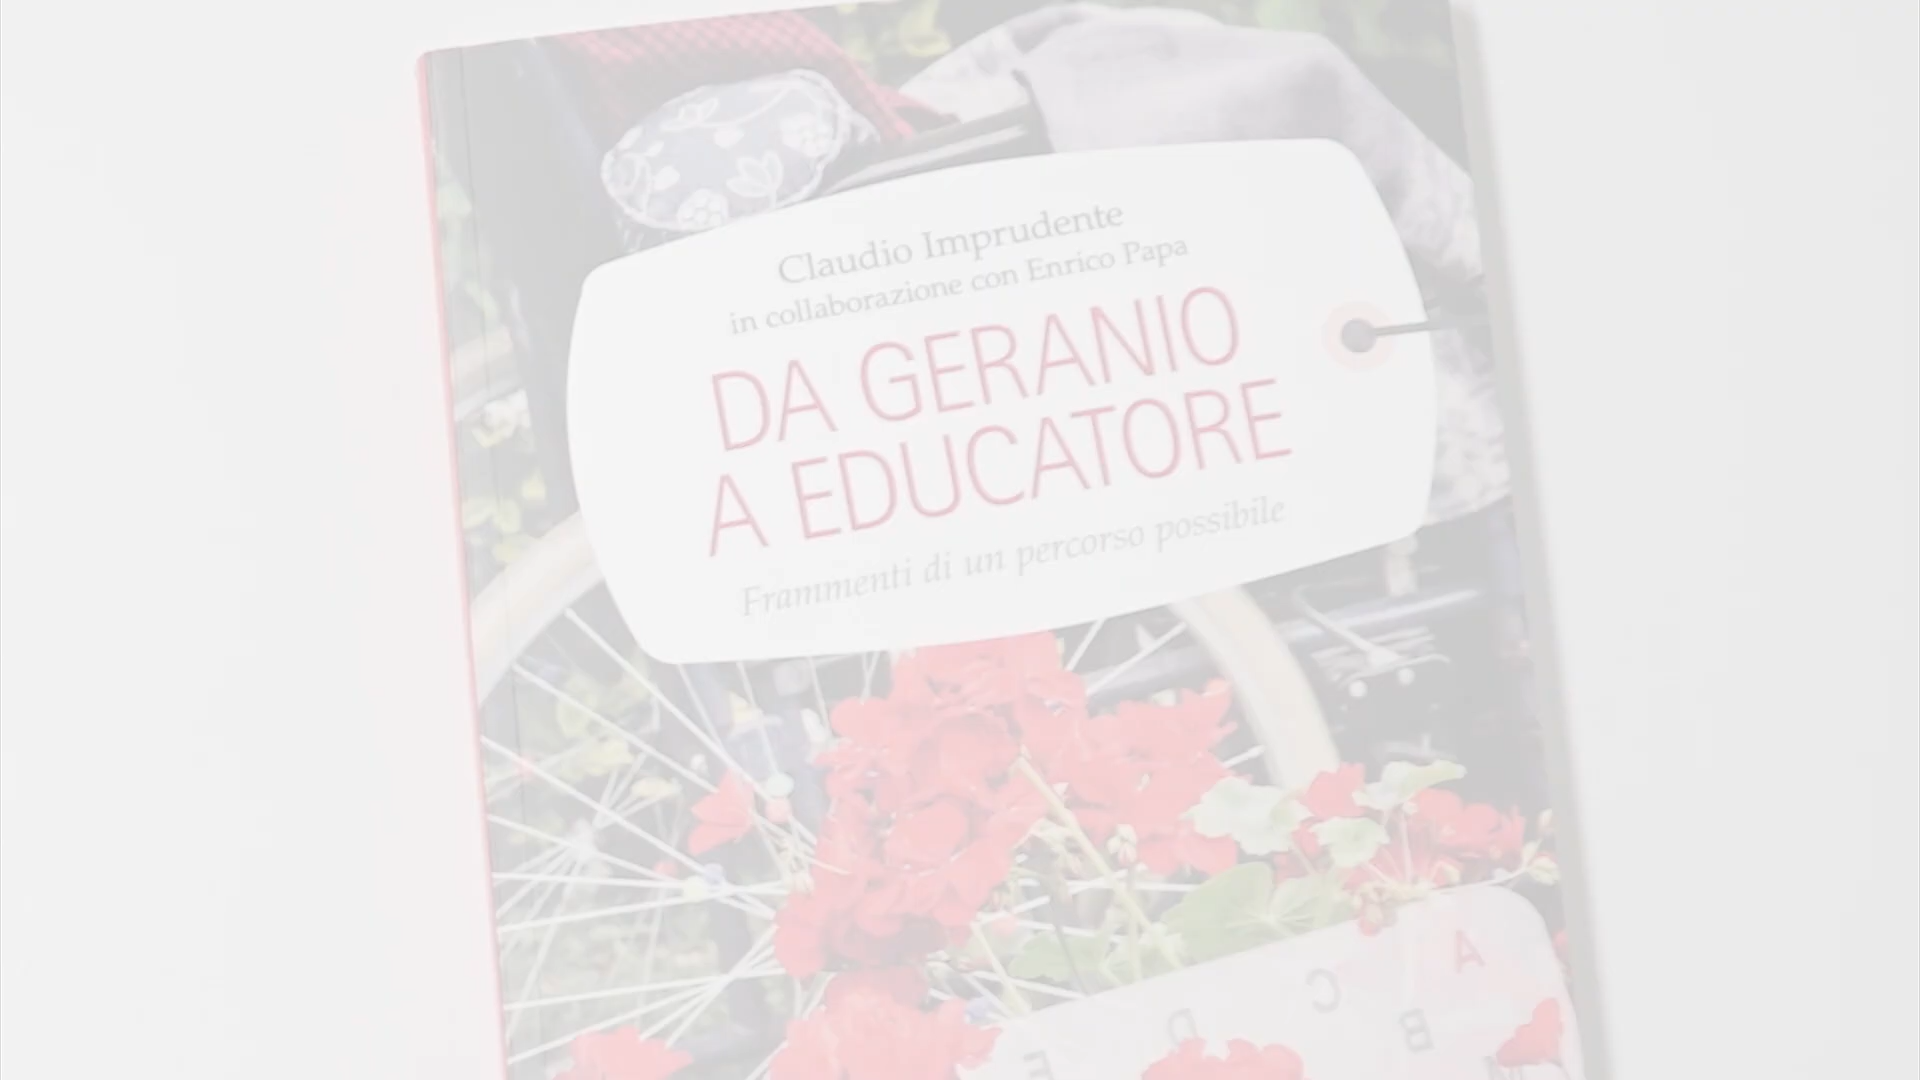 Claudio Imprudente
in collaborazione con Enrico Papa
DA GERANIO
A EDUCATORE
Frammenti di un percorso possibile
A
C
B
D
E